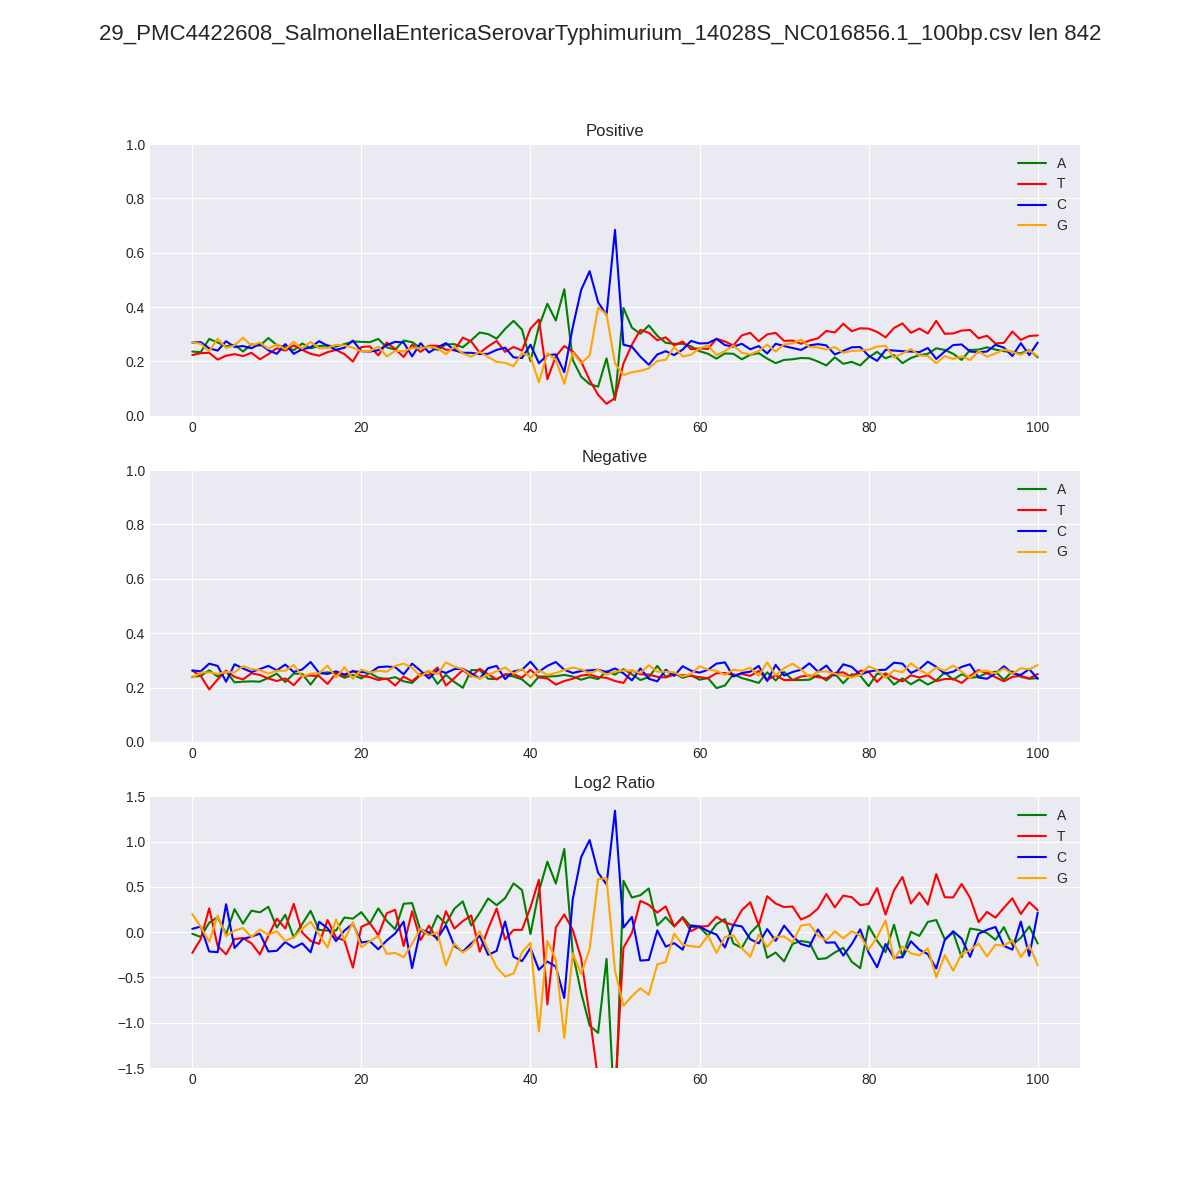 29_PMC4422608_SalmonellaEntericaSerovarTyphimurium_14028S_NC016856.1_100bp.csv len 842
Positive
1.0
0.8
0.6
0.4
0.2
0.0
A
T
C
G
0 20 40 60 80 100
Negative
1.0
0.8
0.6
0.4
0.2
0.0
A
T
C
G
0 20 40 60 80 100
Log2 Ratio
1.5
1.0
0.5
0.0
−0.5
−1.0
−1.5
A
T
C
G
0 20 40 60 80 100